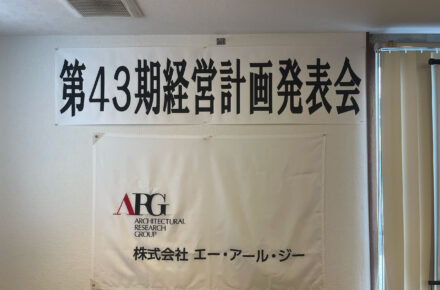 第43期経営計画発表会
ARG
ARCHITECTURAL
RESEARCH
GROUP
株式会社 エー・アール・ジー